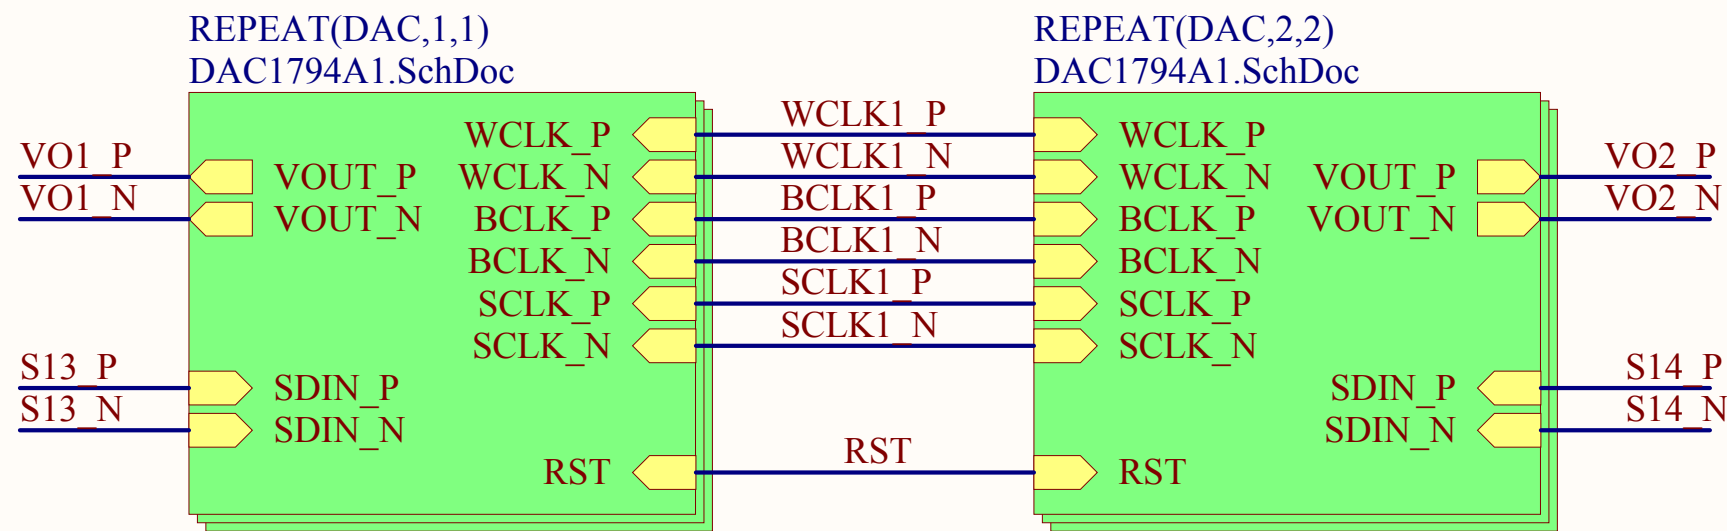 REPEAT(DAC,1,1)
DAC1794A1.SchDoc
REPEAT(DAC,2,2)
DAC1794A1.SchDoc
VO1_P
VO1_N
S13_P
S13_N
VOUT_P
VOUT_N
SDIN_P
SDIN_N
WCLK_P
WCLK_N
BCLK_P
BCLK_N
SCLK_P
SCLK_N
RST
WCLK1_P
WCLK1_N
BCLK1_P
BCLK1_N
SCLK1_P
SCLK1_N
RST
WCLK_P
WCLK_N
BCLK_P
BCLK_N
SCLK_P
SCLK_N
RST
VOUT_P
VOUT_N
SDIN_P
SDIN_N
VO2_P
VO2_N
S14_P
S14_N